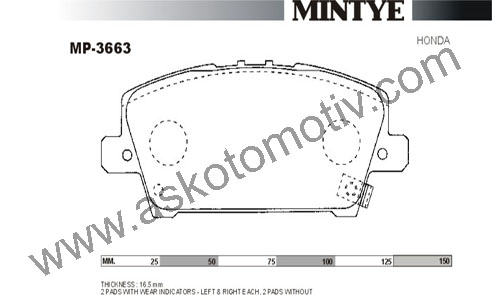 MINTYE
MP-3663
HONDA
www.askotomotiv.com
MM. 25 50 75 100 125 150
THICKNESS : 16.5 mm
2 PADS WITH WEAR INDICATORS - LEFT & RIGHT EACH, 2 PADS WITHOUT